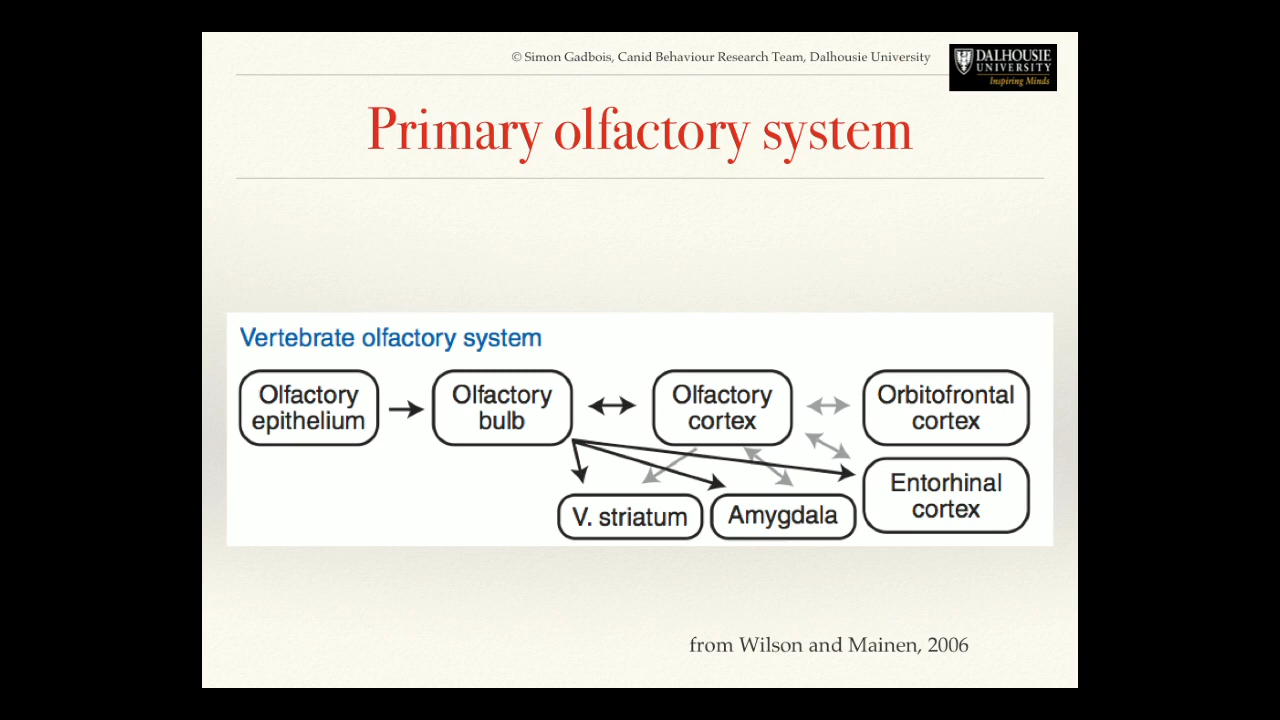 © Simon Gadbois, Canid Behaviour Research Team, Dalhousie University
DALHOUSIE
UNIVERSITY
Inspiring Minds
Primary olfactory system
Vertebrate olfactory system
Olfactory
epithelium
Olfactory
bulb
Olfactory
cortex
Orbitofrontal
cortex
Entorhinal
cortex
V. striatum
Amygdala
from Wilson and Mainen, 2006